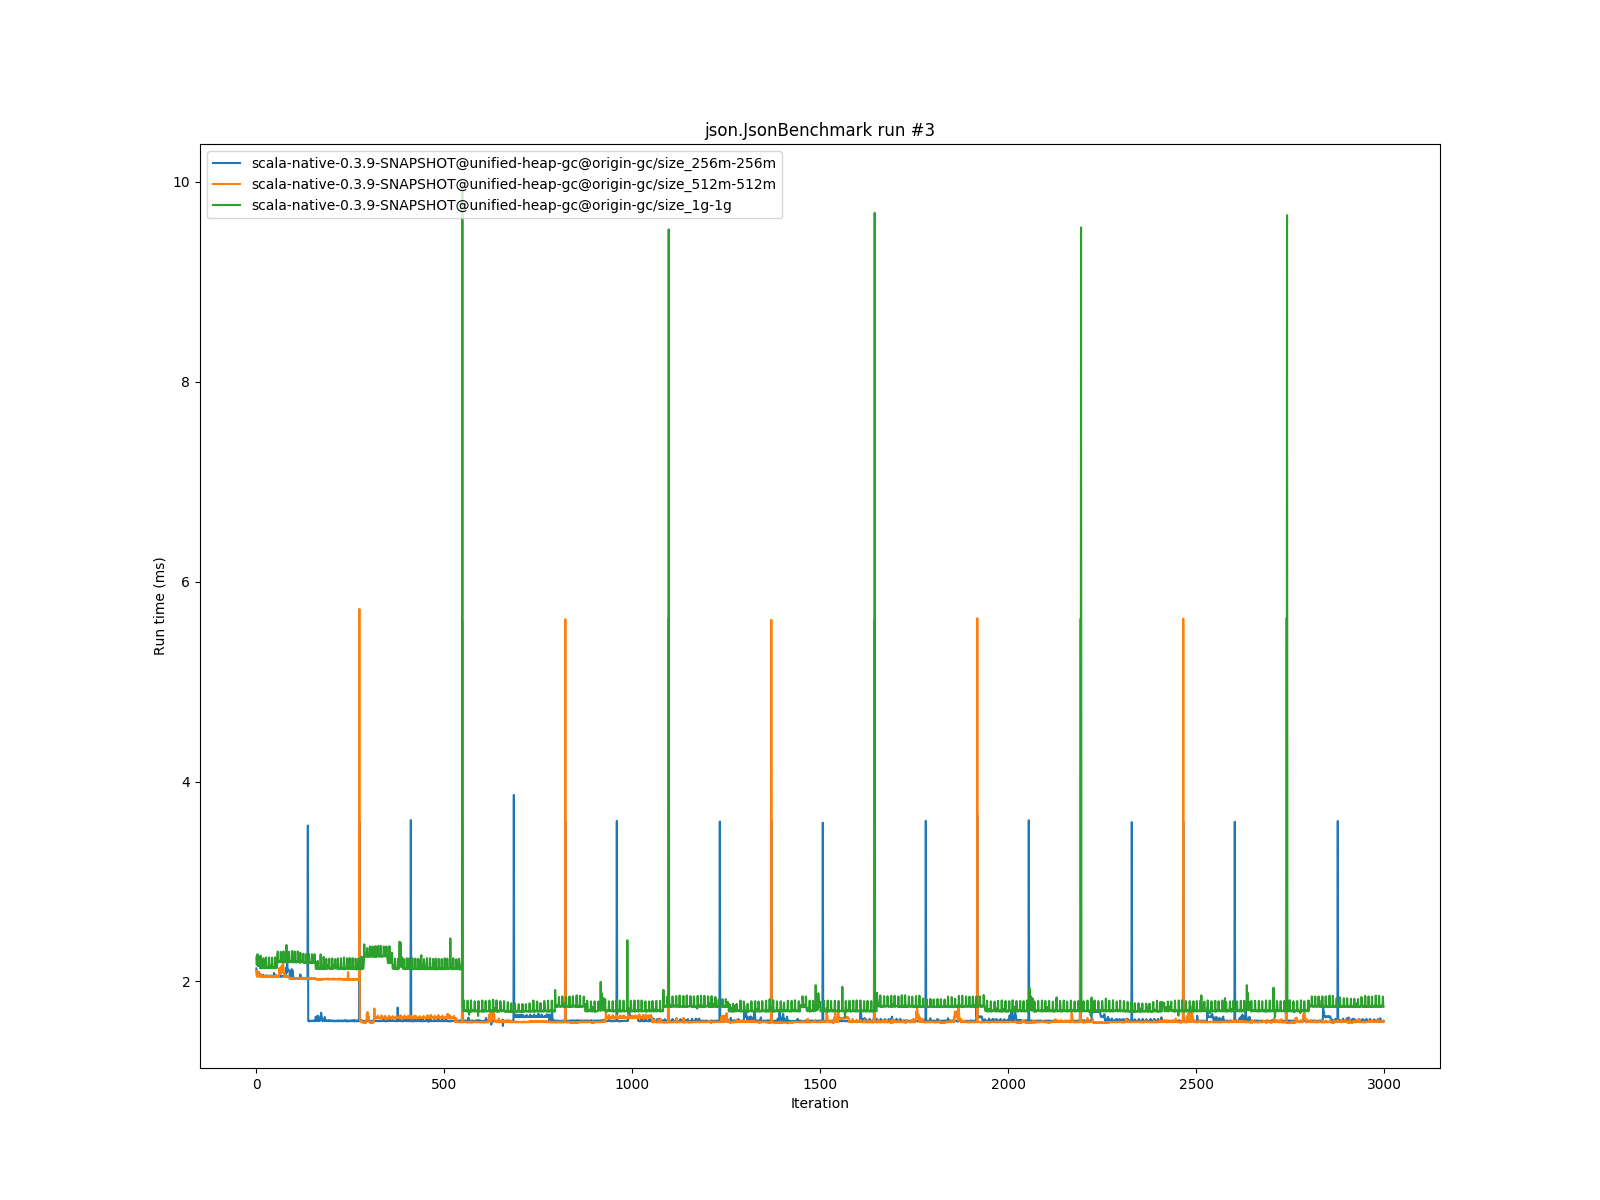 json.JsonBenchmark run #3
scala-native-0.3.9-SNAPSHOT@unified-heap-gc@origin-gc/size_256m-256m
scala-native-0.3.9-SNAPSHOT@unified-heap-gc@origin-gc/size_512m-512m
scala-native-0.3.9-SNAPSHOT@unified-heap-gc@origin-gc/size_1g-1g
10
8
6
4
2
Run time (ms)
0 500 1000 1500 2000 2500 3000
Iteration